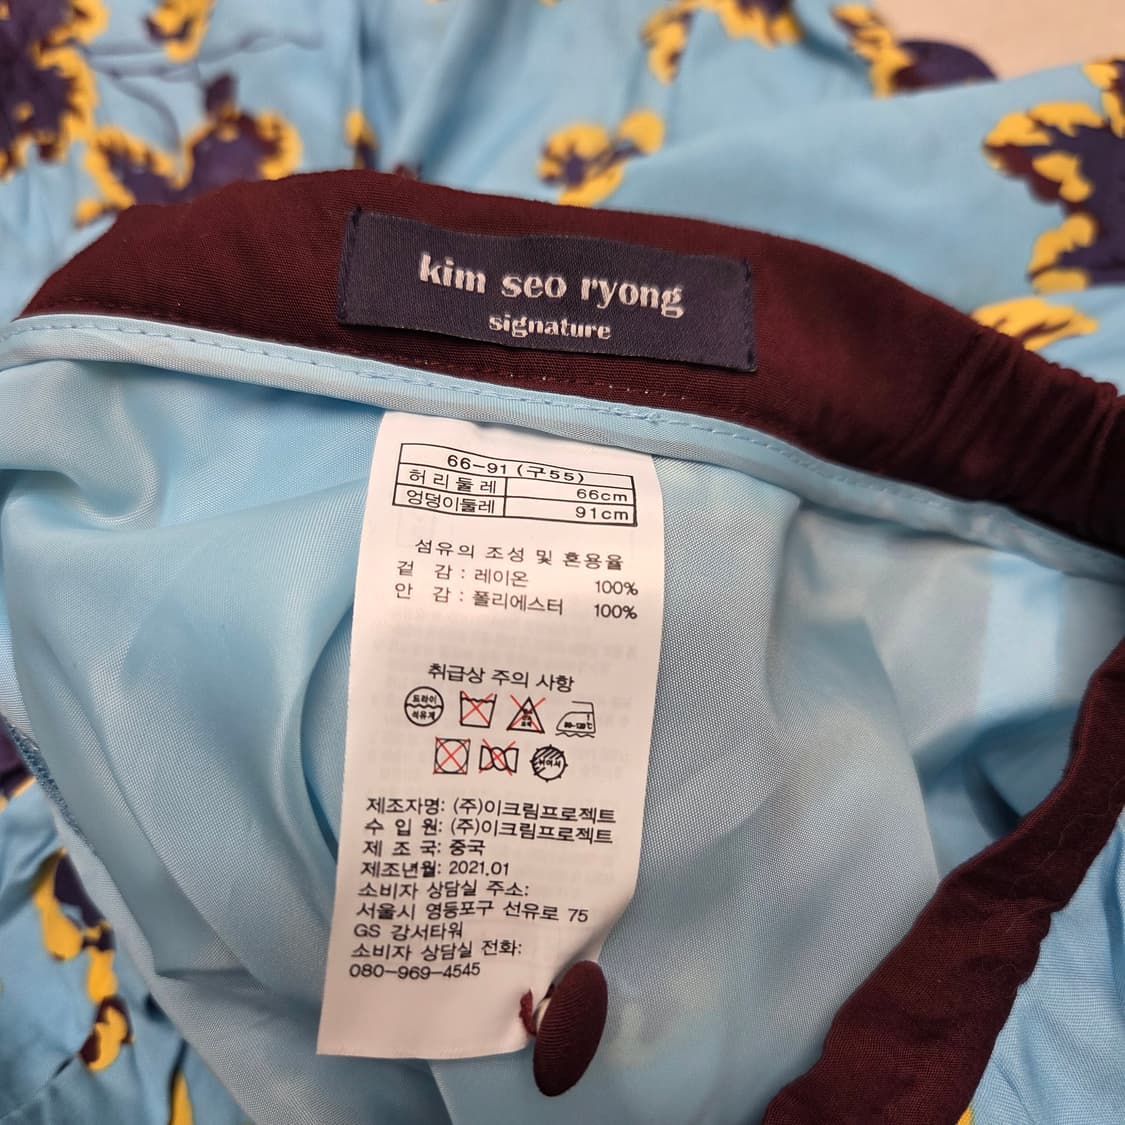 kim seo ryong
signature
66-91 (구55)
허리둘레 66cm
엉덩이둘레 91cm
섬유의 조성 및 혼용율
겉 감 : 레이온 100%
안 감 : 폴리에스터 100%
취급상 주의 사항
드라이
석유계
제조자명: (주)이크림프로젝트
수 입 원: (주)이크림프로젝트
제 조 국: 중국
제조년월: 2021.01
소비자 상담실 주소:
서울시 영등포구 선유로 75
GS 강서타워
소비자 상담실 전화:
080-969-4545